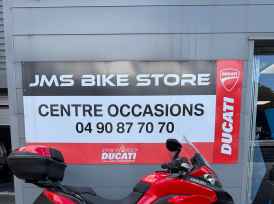 JMS BIKE STORE
CENTRE OCCASIONS
04 90 87 70 70
DUCATI
DUCATI